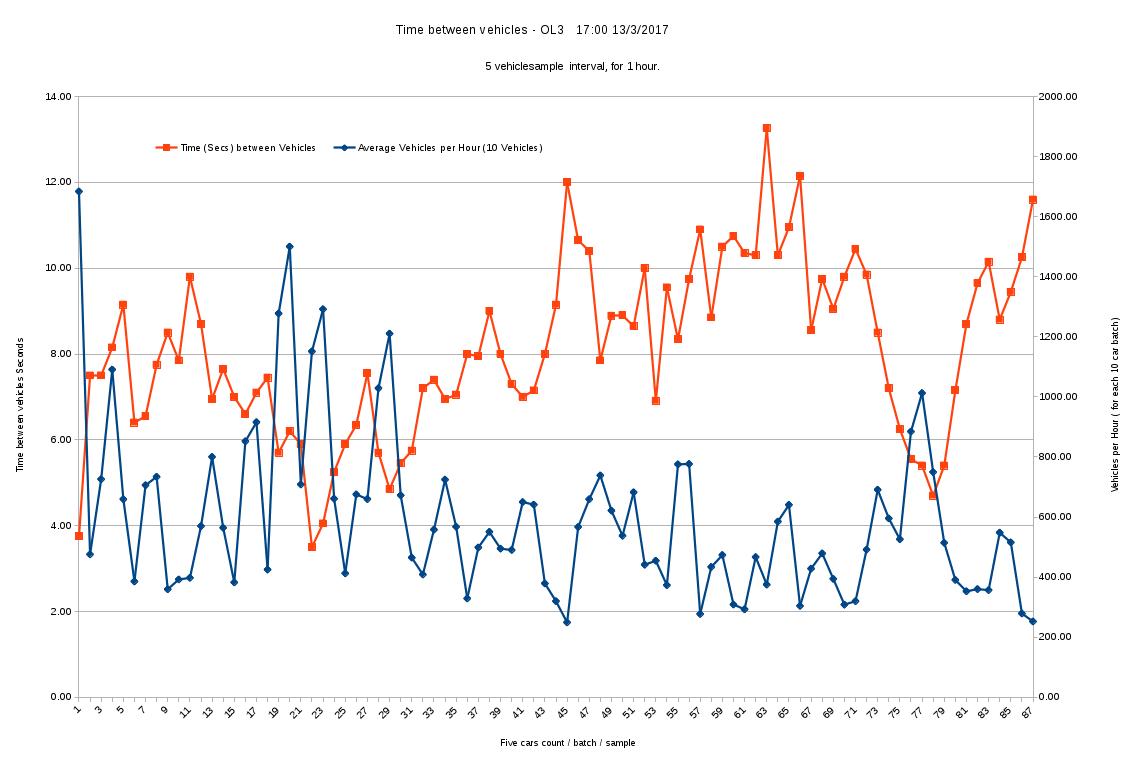 Time between vehicles - OL3   17:00 13/3/2017
5 vehiclesample interval, for 1 hour.
14.00
12.00
10.00
8.00
6.00
4.00
2.00
0.00
Time between vehicles Seconds
Time (Secs) between Vehicles
Average Vehicles per Hour (10 Vehicles)
2000.00
1800.00
1600.00
1400.00
1200.00
1000.00
800.00
600.00
400.00
200.00
0.00
Vehicles per Hour ( for each 10 car batch)
1 3 5 7 9 11 13 15 17 19 21 23 25 27 29 31 33 35 37 39 41 43 45 47 49 51 53 55 57 59 61 63 65 67 69 71 73 75 77 79 81 83 85 87
Five cars count / batch / sample